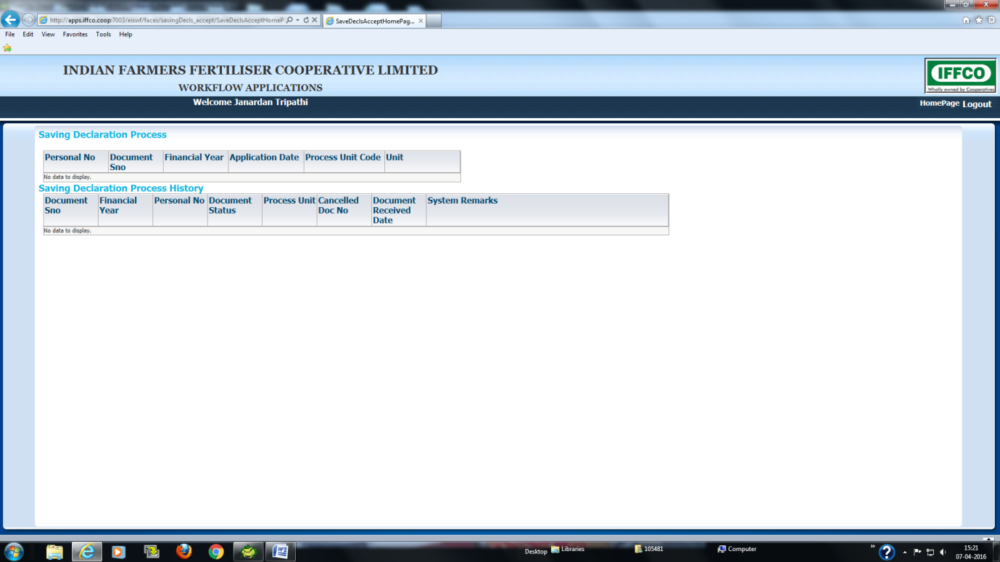 http://apps.iffco.coop:7003/eiswf/faces/savingDecls_accept/SaveDeclsAcceptHomeP
SaveDeclsAcceptHomePag...
File Edit View Favorites Tools Help
INDIAN FARMERS FERTILISER COOPERATIVE LIMITED
WORKFLOW APPLICATIONS
IFFCO
Wholly owned by Cooperatives
Welcome Janardan Tripathi
HomePage Logout
Saving Declaration Process
Personal No Document Sno Financial Year Application Date Process Unit Code Unit
No data to display.
Saving Declaration Process History
Document Sno Financial Year Personal No Document Status Process Unit Cancelled Doc No Document Received Date System Remarks
No data to display.
Desktop Libraries 105481 Computer
15:21
07-04-2016